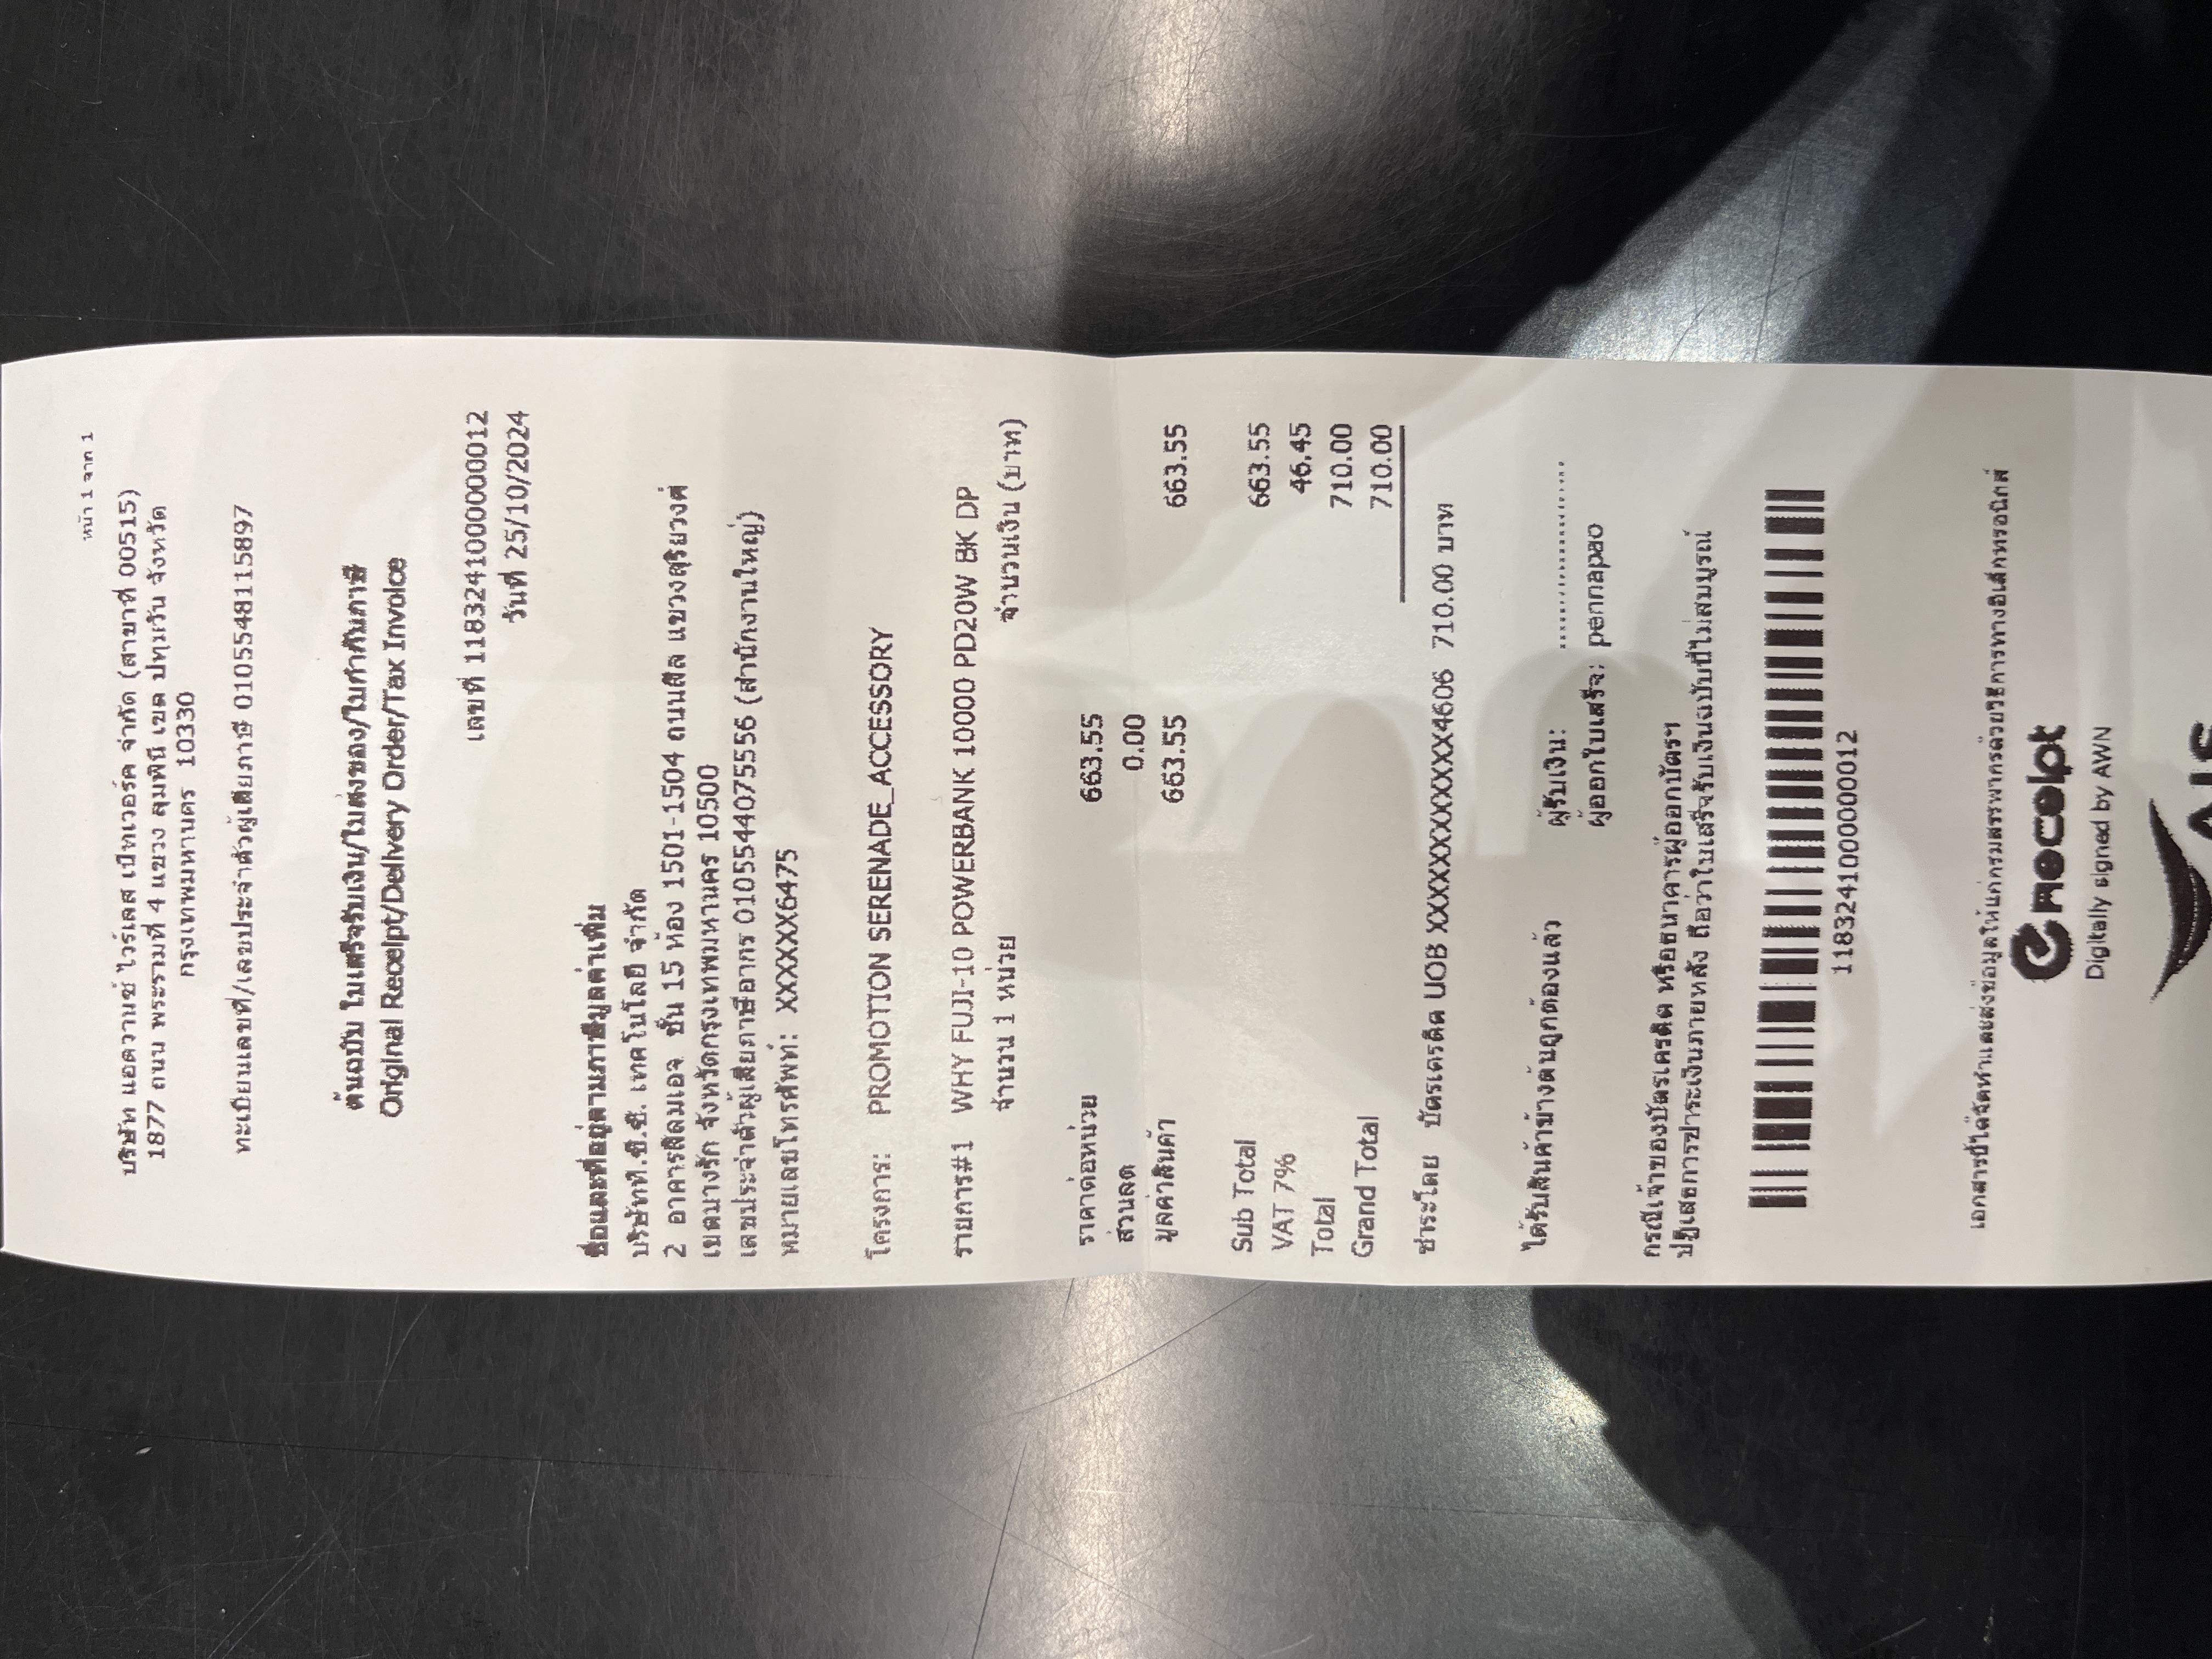 หน้า 1 จาก 1
บริษัท แอดวานซ์ ไวร์เลส เน็ทเวอร์ค จำกัด (สาขาที่ 00515)
1877 ถนน พระรามที่ 4 แขวง ลุมพินี เขต ปทุมวัน จังหวัด
กรุงเทพมหานคร 10330
ทะเบียนเลขที่/เลขประจำตัวผู้เสียภาษี 0105548115897
ต้นฉบับ ใบเสร็จรับเงิน/ใบส่งของ/ใบกำกับภาษี
Original Receipt/Delivery Order/Tax Invoice
เลขที่ 1183241000000012
วันที่ 25/10/2024
ชื่อและที่อยู่ตามภาษีมูลค่าเพิ่ม
บริษัทที.ซี.ซี. เทคโนโลยี จำกัด
2 อาคารสีลมเอจ ชั้น 15 ห้อง 1501-1504 ถนนสีล แขวงสุริยวงศ์
เขตบางรัก จังหวัดกรุงเทพมหานคร 10500
เลขประจำตัวผู้เสียภาษีอากร 0105544075556 (สำนักงานใหญ่)
หมายเลขโทรศัพท์: XXXXXX6475
โครงการ: PROMOTION SERENADE_ACCESSORY
รายการ#1 WHY FUJI-10 POWERBANK 10000 PD20W BK DP
จำนวน 1 หน่วย จำนวนเงิน (บาท)
ราคาต่อหน่วย 663.55
ส่วนลด 0.00
มูลค่าสินค้า 663.55 663.55
Sub Total 663.55
VAT 7% 46.45
Total 710.00
Grand Total 710.00
ชำระโดย บัตรเครดิต UOB XXXXXXXXXXXX4606 710.00 บาท
ได้รับสินค้าข้างต้นถูกต้องแล้ว ผู้รับเงิน:
ผู้ออกใบเสร็จ: pennapao
กรณีเจ้าของบัตรเครดิต หรือธนาคารผู้ออกบัตรฯ
ปฏิเสธการชำระเงินภายหลัง ถือว่าใบเสร็จรับเงินฉบับนี้ไม่สมบูรณ์
1183241000000012
เอกสารนี้ได้จัดทำและส่งข้อมูลให้แก่กรมสรรพากรด้วยวิธีการทางอิเล็กทรอนิกส์
e Receipt
Digitally signed by AWN
AIS